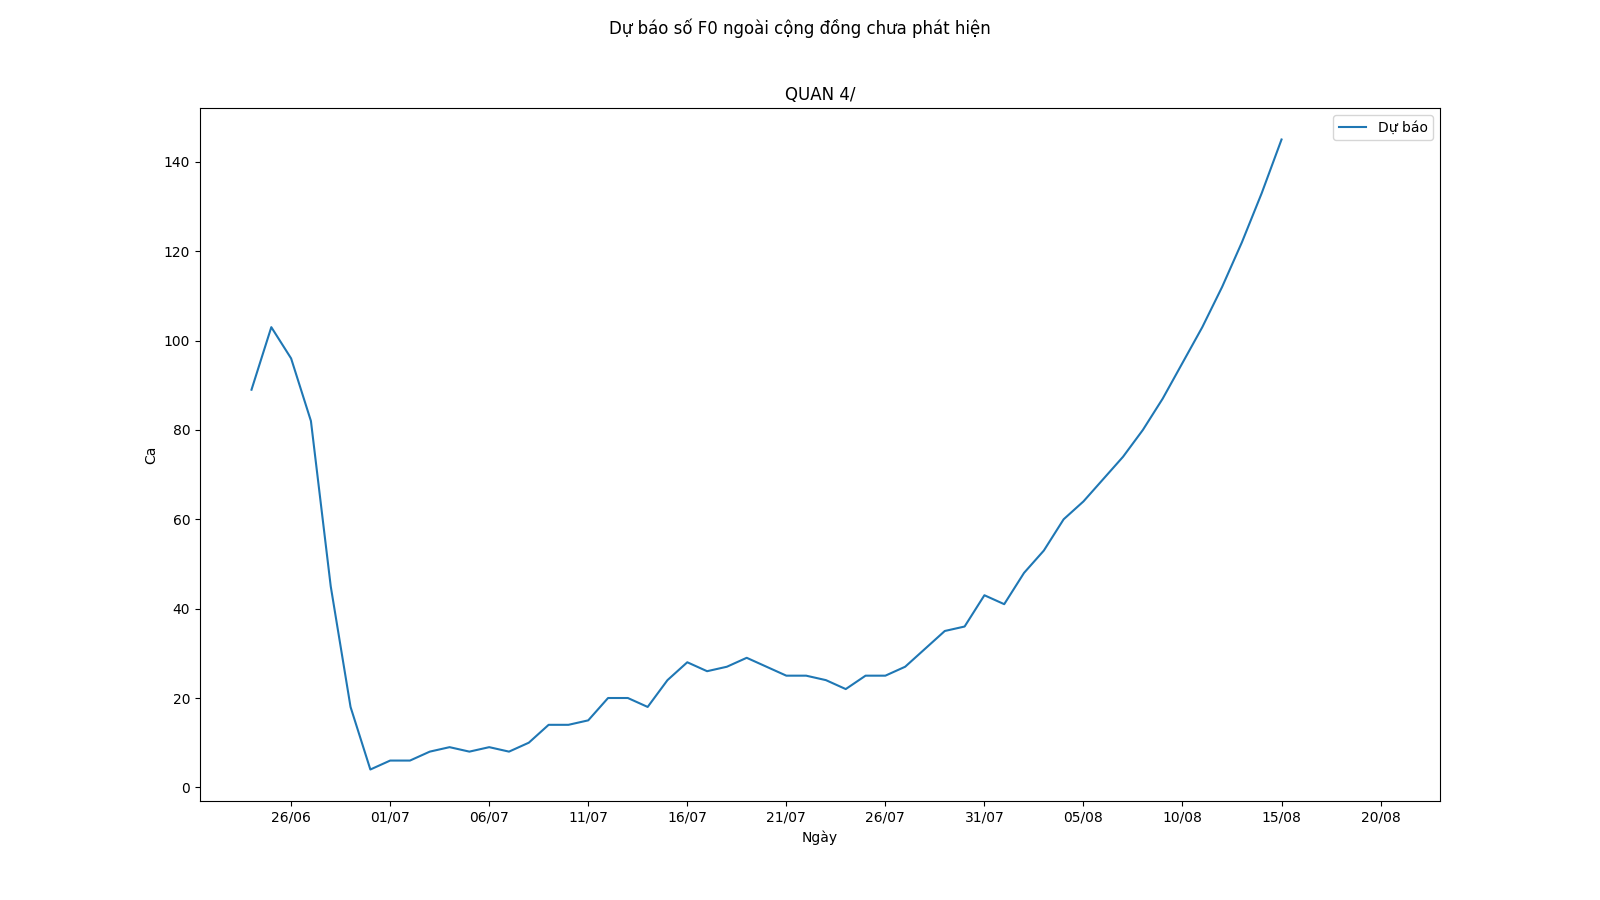 Dự báo số F0 ngoài cộng đồng chưa phát hiện
QUAN 4/
Dự báo
140
120
100
80
60
40
20
0
Ca
26/06 01/07 06/07 11/07 16/07 21/07 26/07 31/07 05/08 10/08 15/08 20/08
Ngày